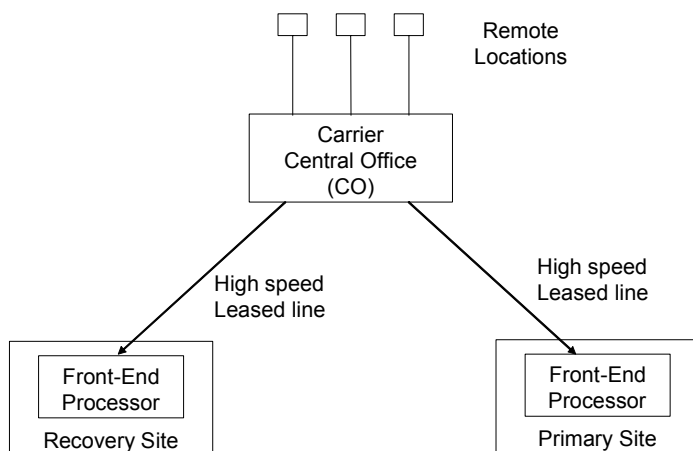 Remote
Locations
Carrier
Central Office
(CO)
High speed
Leased line
High speed
Leased line
Front-End
Processor
Recovery Site
Front-End
Processor
Primary Site